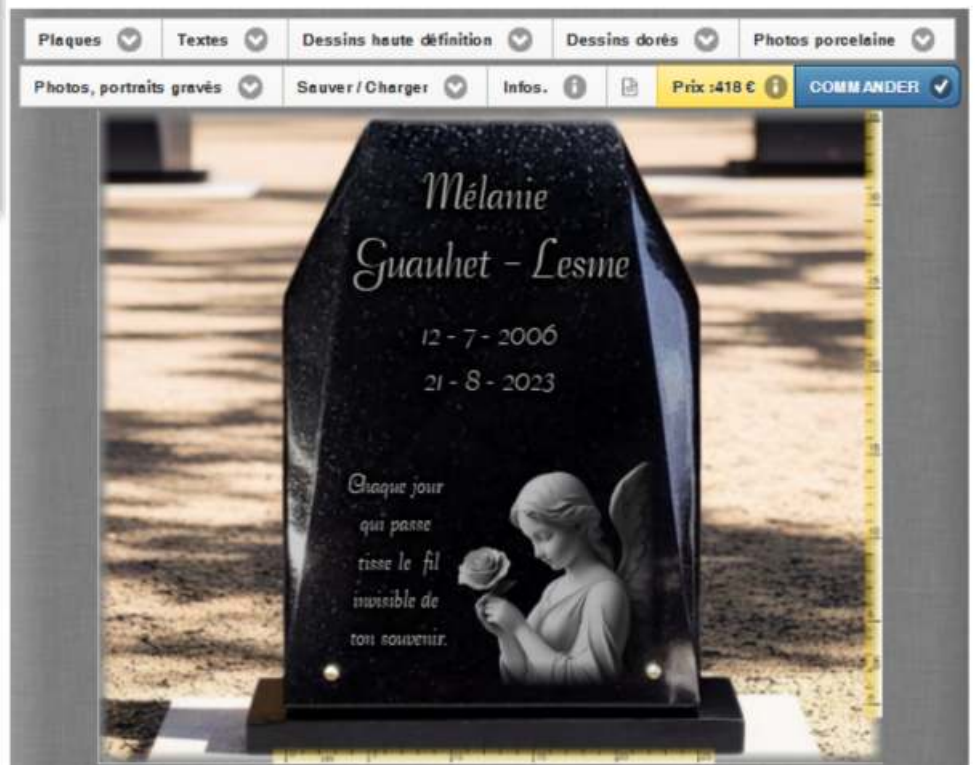 Plaques
Textes
Dessins haute définition
Dessins dorés
Photos porcelaine
Photos, portraits gravés
Sauver / Charger
Infos.
Prix :418 €
COMMANDER
Mélanie
Guauhet - Lesme
12 - 7 - 2006
21 - 8 - 2023
Chaque jour
qui passe
tisse le fil
invisible de
ton souvenir.